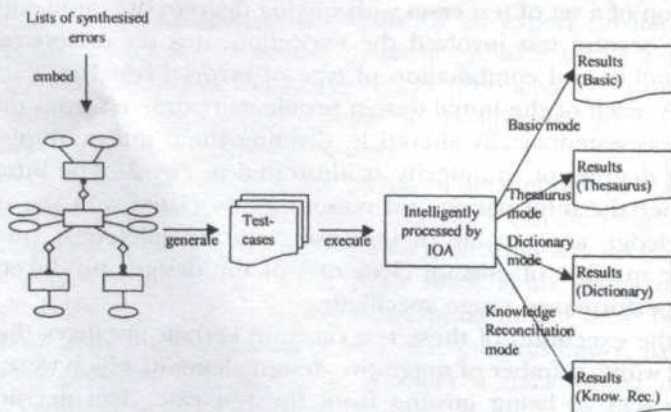 Lists of synthesised
errors
embed
generate
Test-
cases
execute
Intelligently
processed by
IOA
Basic mode
Thesaurus
mode
Dictionary
mode
Knowledge
Reconciliation
mode
Results
(Basic)
Results
(Thesaurus)
Results
(Dictionary)
Results
(Know. Rec.)